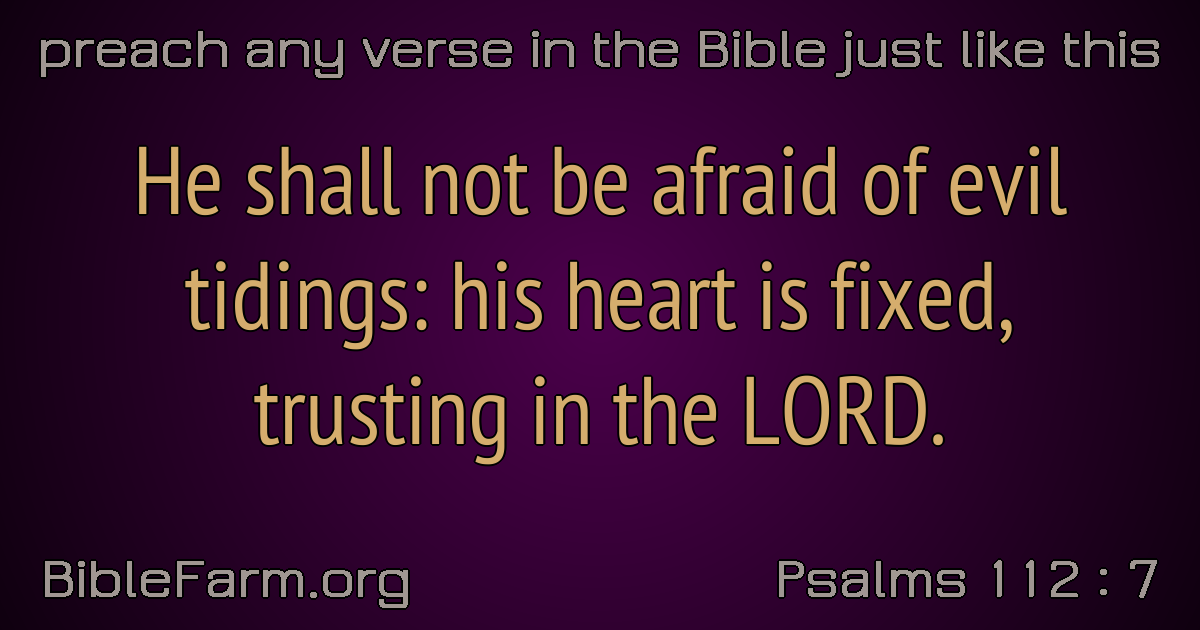 preach any verse in the Bible just like this
He shall not be afraid of evil
tidings: his heart is fixed,
trusting in the LORD.
BibleFarm.org
Psalms 112 : 7